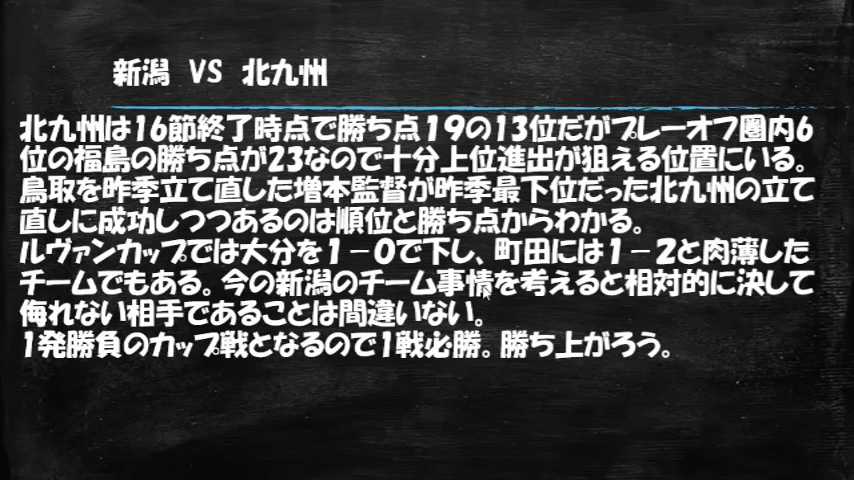 新潟 VS 北九州
北九州は16節終了時点で勝ち点19の13位だがプレーオフ圏内6
位の福島の勝ち点が23なので十分上位進出が狙える位置にいる。
鳥取を昨季立て直した増本監督が昨季最下位だった北九州の立て
直しに成功しつつあるのは順位と勝ち点からわかる。
ルヴァンカップでは大分を1-0で下し、町田には1-2と肉薄した
チームでもある。今の新潟のチーム事情を考えると相対的に決して
侮れない相手であることは間違いない。
1発勝負のカップ戦となるので1戦必勝。勝ち上がろう。